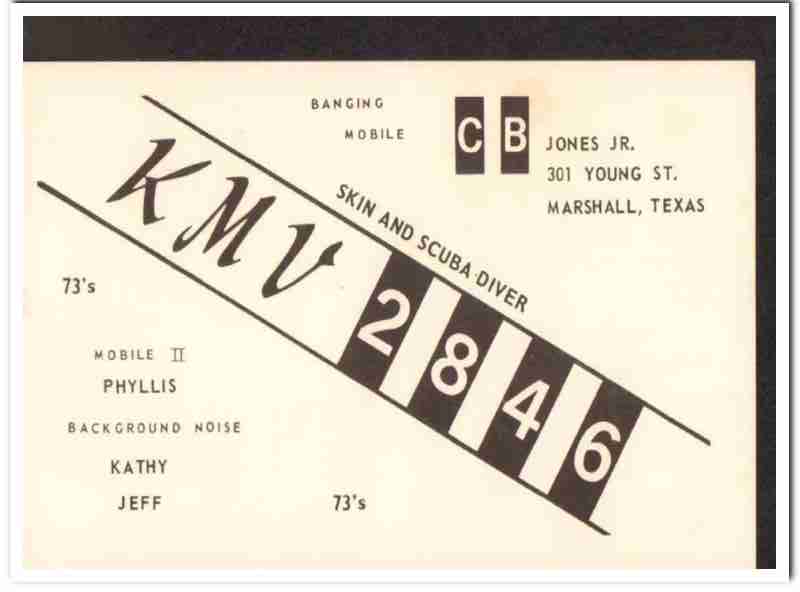 BANGING
MOBILE
CB
JONES JR.
301 YOUNG ST.
MARSHALL, TEXAS
KMV 2846
SKIN AND SCUBA DIVER
73's
MOBILE II
PHYLLIS
BACKGROUND NOISE
KATHY
JEFF
73's